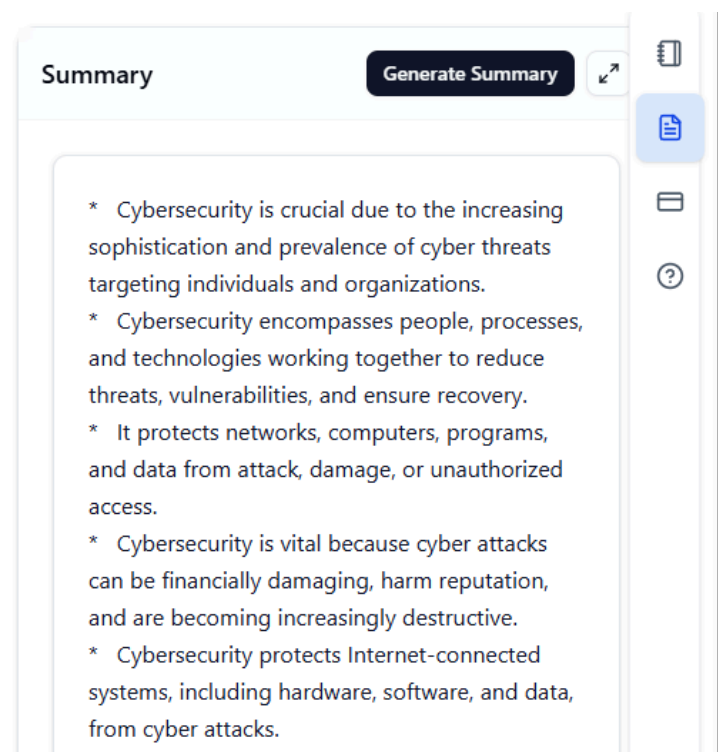 Summary
Generate Summary
*   Cybersecurity is crucial due to the increasing
sophistication and prevalence of cyber threats
targeting individuals and organizations.
*   Cybersecurity encompasses people, processes,
and technologies working together to reduce
threats, vulnerabilities, and ensure recovery.
*   It protects networks, computers, programs,
and data from attack, damage, or unauthorized
access.
*   Cybersecurity is vital because cyber attacks
can be financially damaging, harm reputation,
and are becoming increasingly destructive.
*   Cybersecurity protects Internet-connected
systems, including hardware, software, and data,
from cyber attacks.